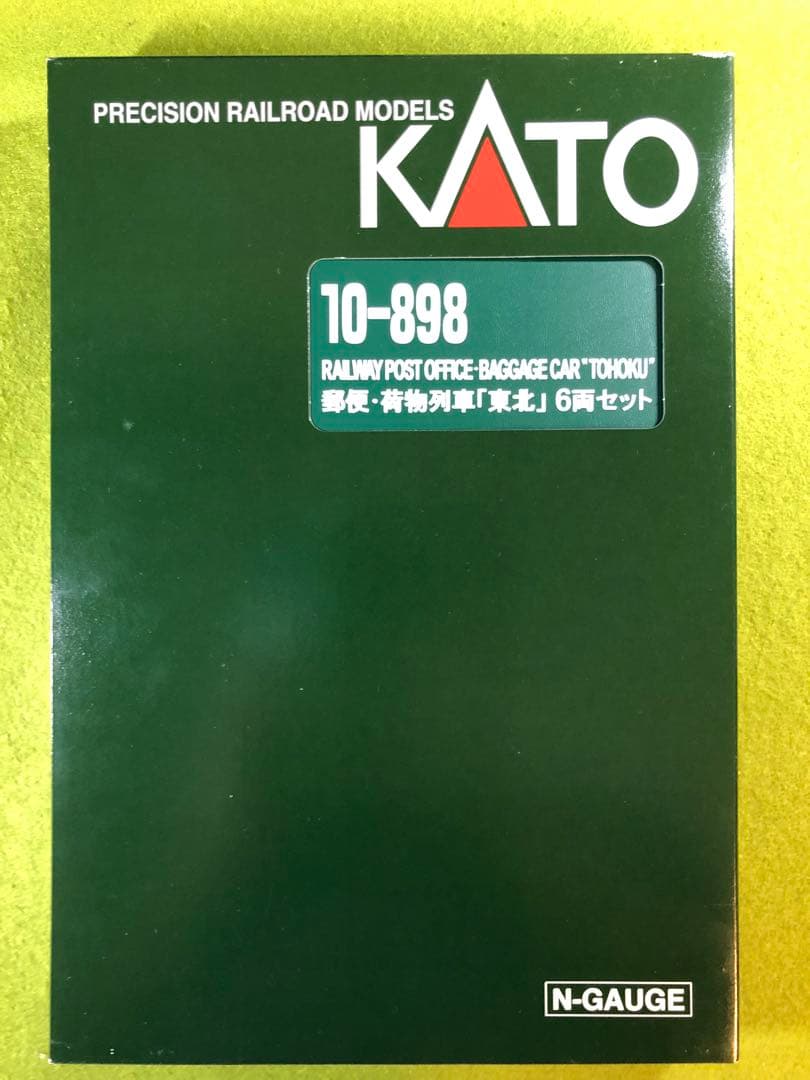 PRECISION RAILROAD MODELS
KATO
10-898
RAILWAY POST OFFICE·BAGGAGE CAR "TOHOKU"
郵便・荷物列車「東北」6両セット
N-GAUGE